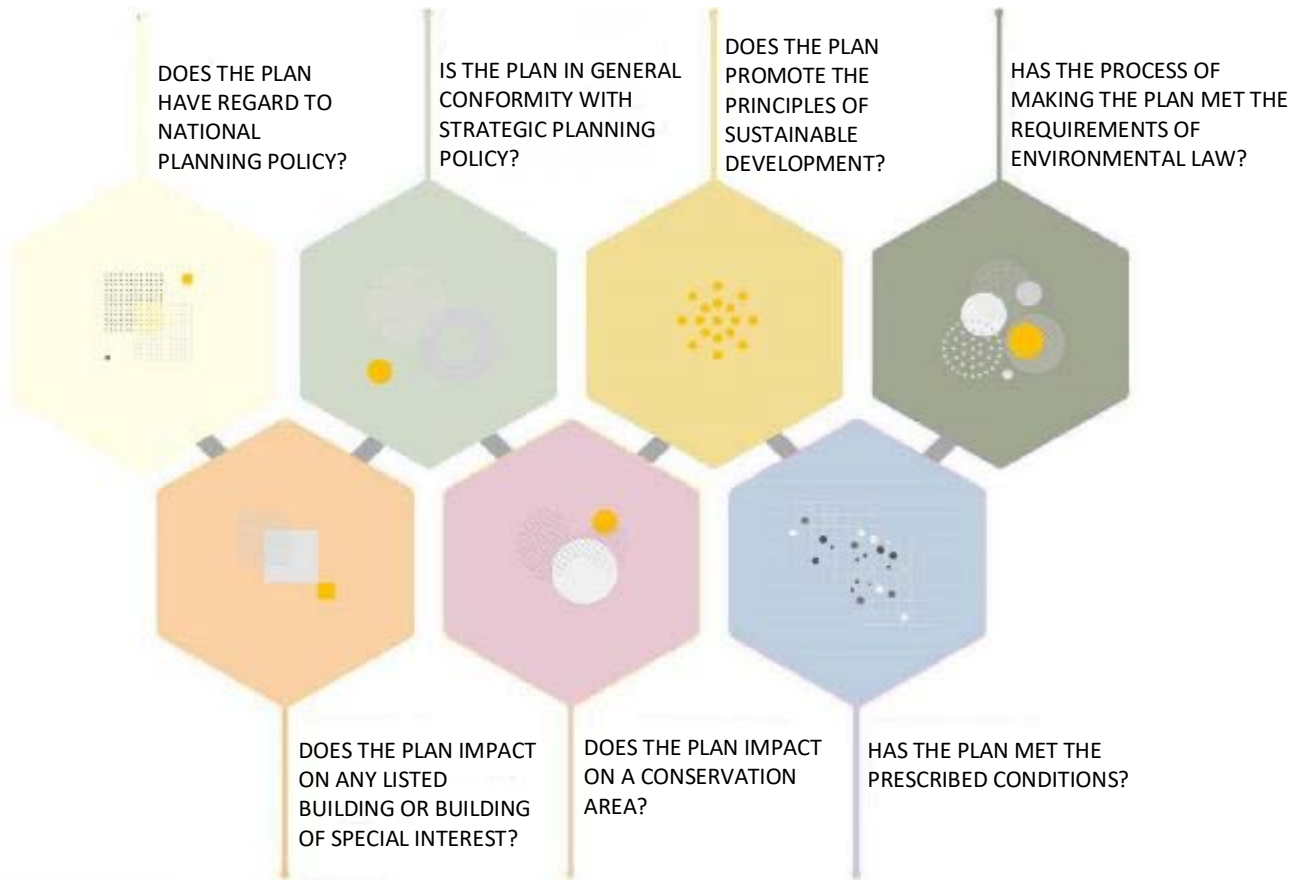 DOES THE PLAN
HAVE REGARD TO
NATIONAL
PLANNING POLICY?
IS THE PLAN IN GENERAL
CONFORMITY WITH
STRATEGIC PLANNING
POLICY?
DOES THE PLAN
PROMOTE THE
PRINCIPLES OF
SUSTAINABLE
DEVELOPMENT?
HAS THE PROCESS OF
MAKING THE PLAN MET THE
REQUIREMENTS OF
ENVIRONMENTAL LAW?
DOES THE PLAN IMPACT
ON ANY LISTED
BUILDING OR BUILDING
OF SPECIAL INTEREST?
DOES THE PLAN IMPACT
ON A CONSERVATION
AREA?
HAS THE PLAN MET THE
PRESCRIBED CONDITIONS?